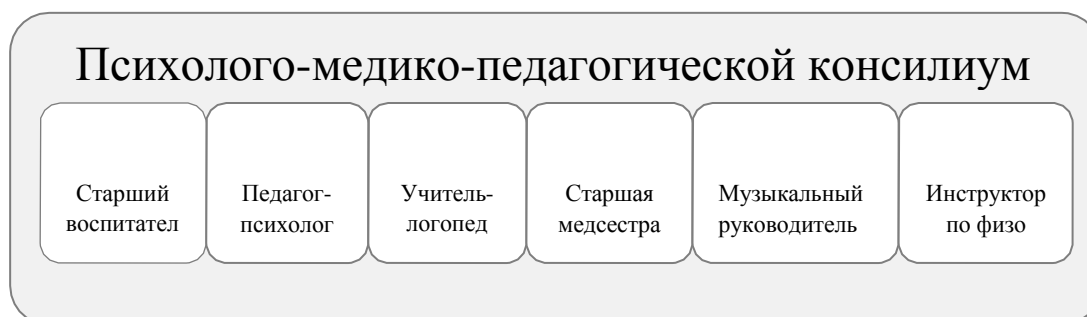 Психолого-медико-педагогической консилиум
Старший
воспитател
Педагог-
психолог
Учитель-
логопед
Старшая
медсестра
Музыкальный
руководитель
Инструктор
по физо